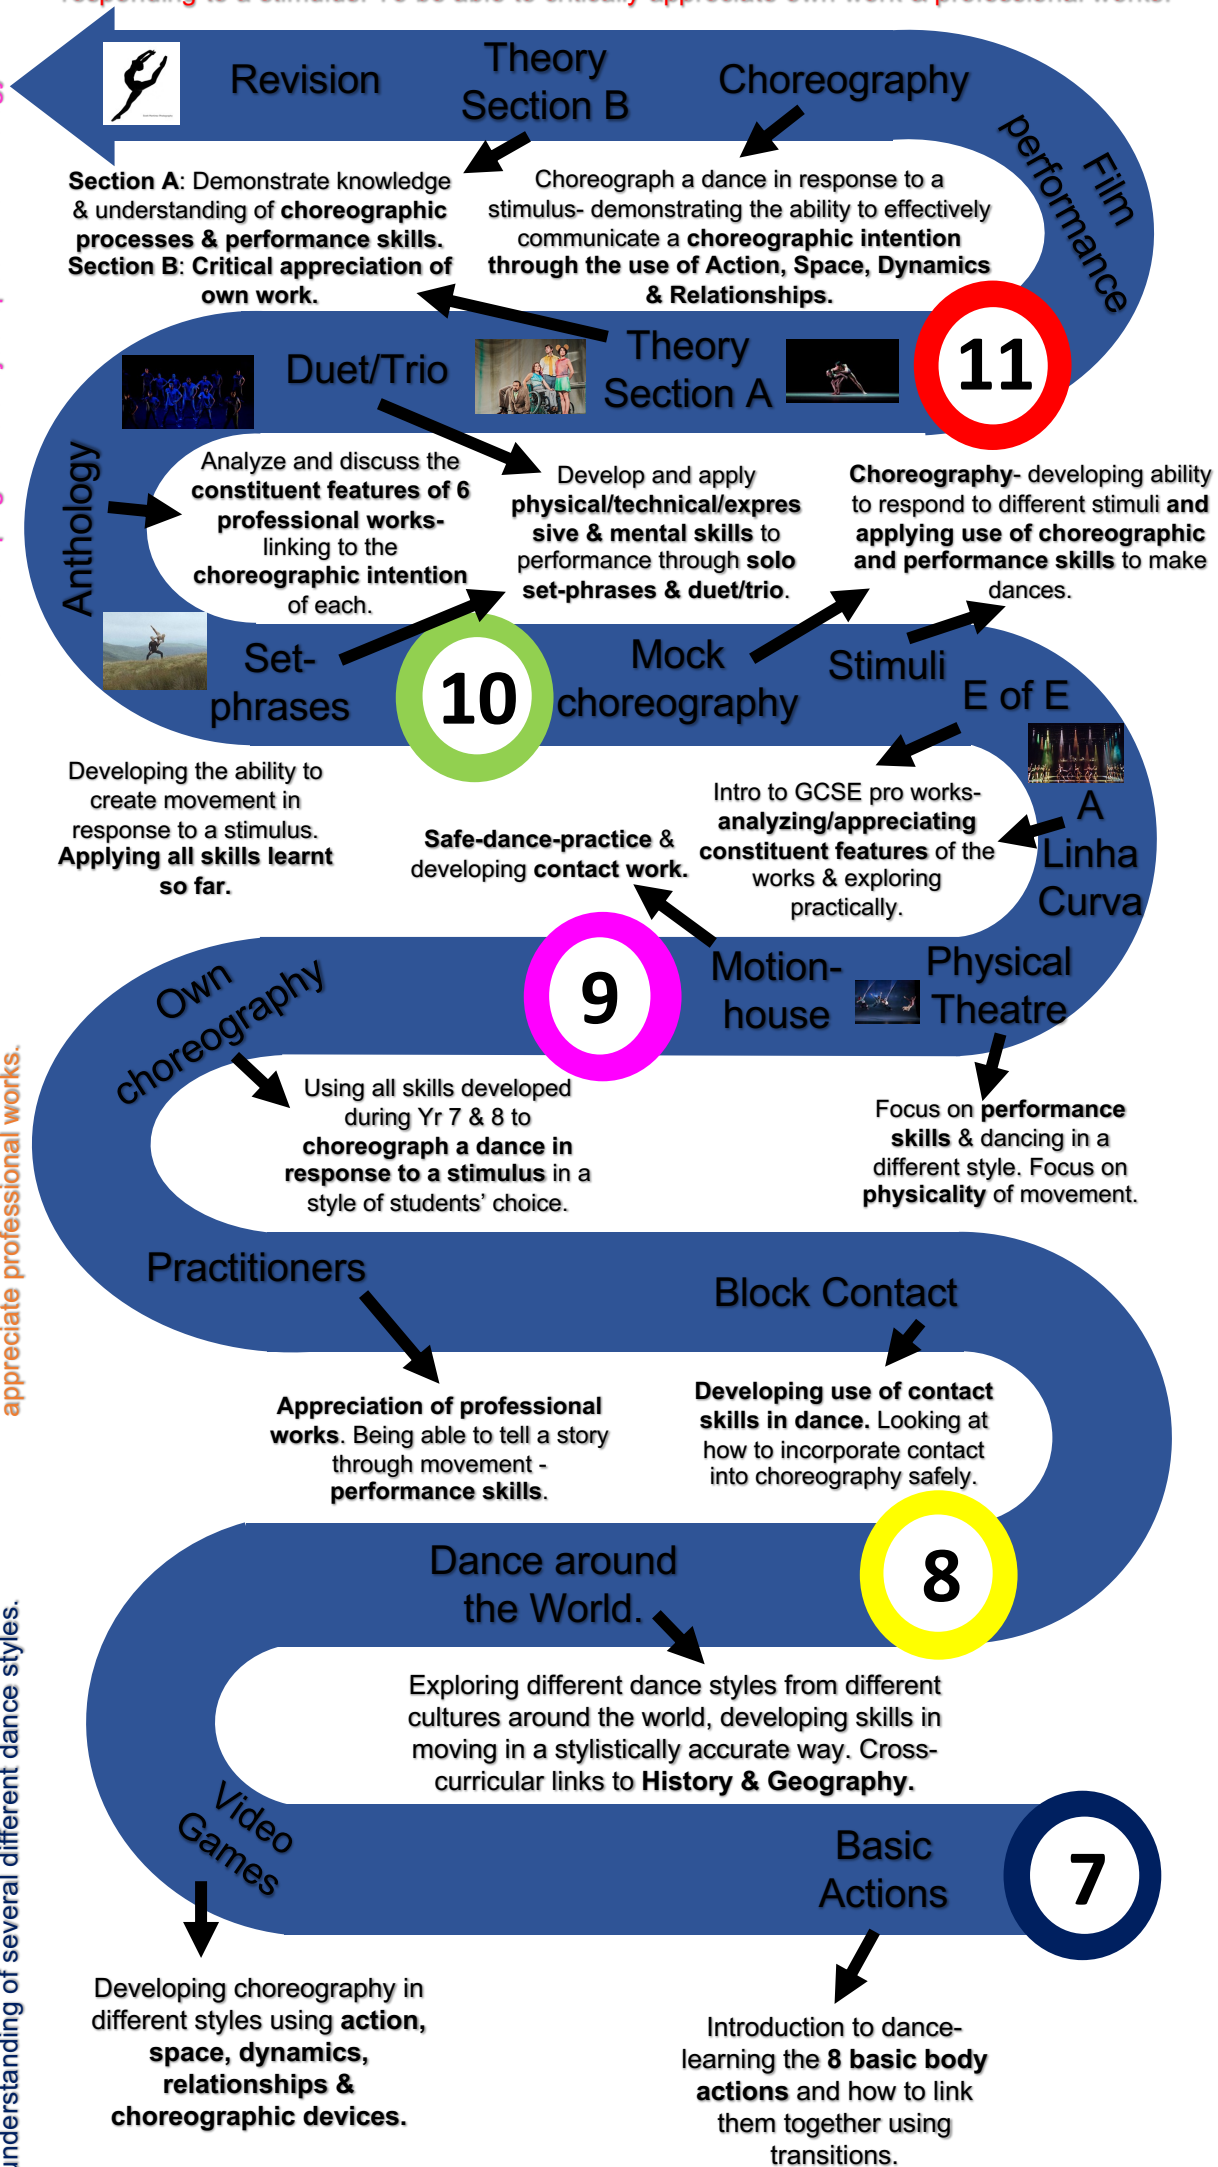 responding to a stimulus. To be able to critically appreciate own work & professional works.
Revision
Theory
Section B
Choreography
Film
performance
Section A: Demonstrate knowledge
& understanding of choreographic
processes & performance skills.
Section B: Critical appreciation of
own work.
Choreograph a dance in response to a
stimulus- demonstrating the ability to effectively
communicate a choreographic intention
through the use of Action, Space, Dynamics
& Relationships.
11
Theory
Section A
Duet/Trio
Anthology
Analyze and discuss the
constituent features of 6
professional works-
linking to the
choreographic intention
of each.
Develop and apply
physical/technical/expres
sive & mental skills to
performance through solo
set-phrases & duet/trio.
Choreography- developing ability
to respond to different stimuli and
applying use of choreographic
and performance skills to make
dances.
Set-
phrases
10
Mock
choreography
Stimuli
E of E
A
Linha
Curva
Developing the ability to
create movement in
response to a stimulus.
Applying all skills learnt
so far.
Safe-dance-practice &
developing contact work.
Intro to GCSE pro works-
analyzing/appreciating
constituent features of the
works & exploring
practically.
Own
choreography
9
Motion-
house
Physical
Theatre
Using all skills developed
during Yr 7 & 8 to
choreograph a dance in
response to a stimulus in a
style of students’ choice.
Focus on performance
skills & dancing in a
different style. Focus on
physicality of movement.
appreciate professional works.
Practitioners
Block Contact
Appreciation of professional
works. Being able to tell a story
through movement -
performance skills.
Developing use of contact
skills in dance. Looking at
how to incorporate contact
into choreography safely.
Dance around
the World.
8
Exploring different dance styles from different
cultures around the world, developing skills in
moving in a stylistically accurate way. Cross-
curricular links to History & Geography.
understanding of several different dance styles.
Video
Games
Basic
Actions
7
Developing choreography in
different styles using action,
space, dynamics,
relationships &
choreographic devices.
Introduction to dance-
learning the 8 basic body
actions and how to link
them together using
transitions.